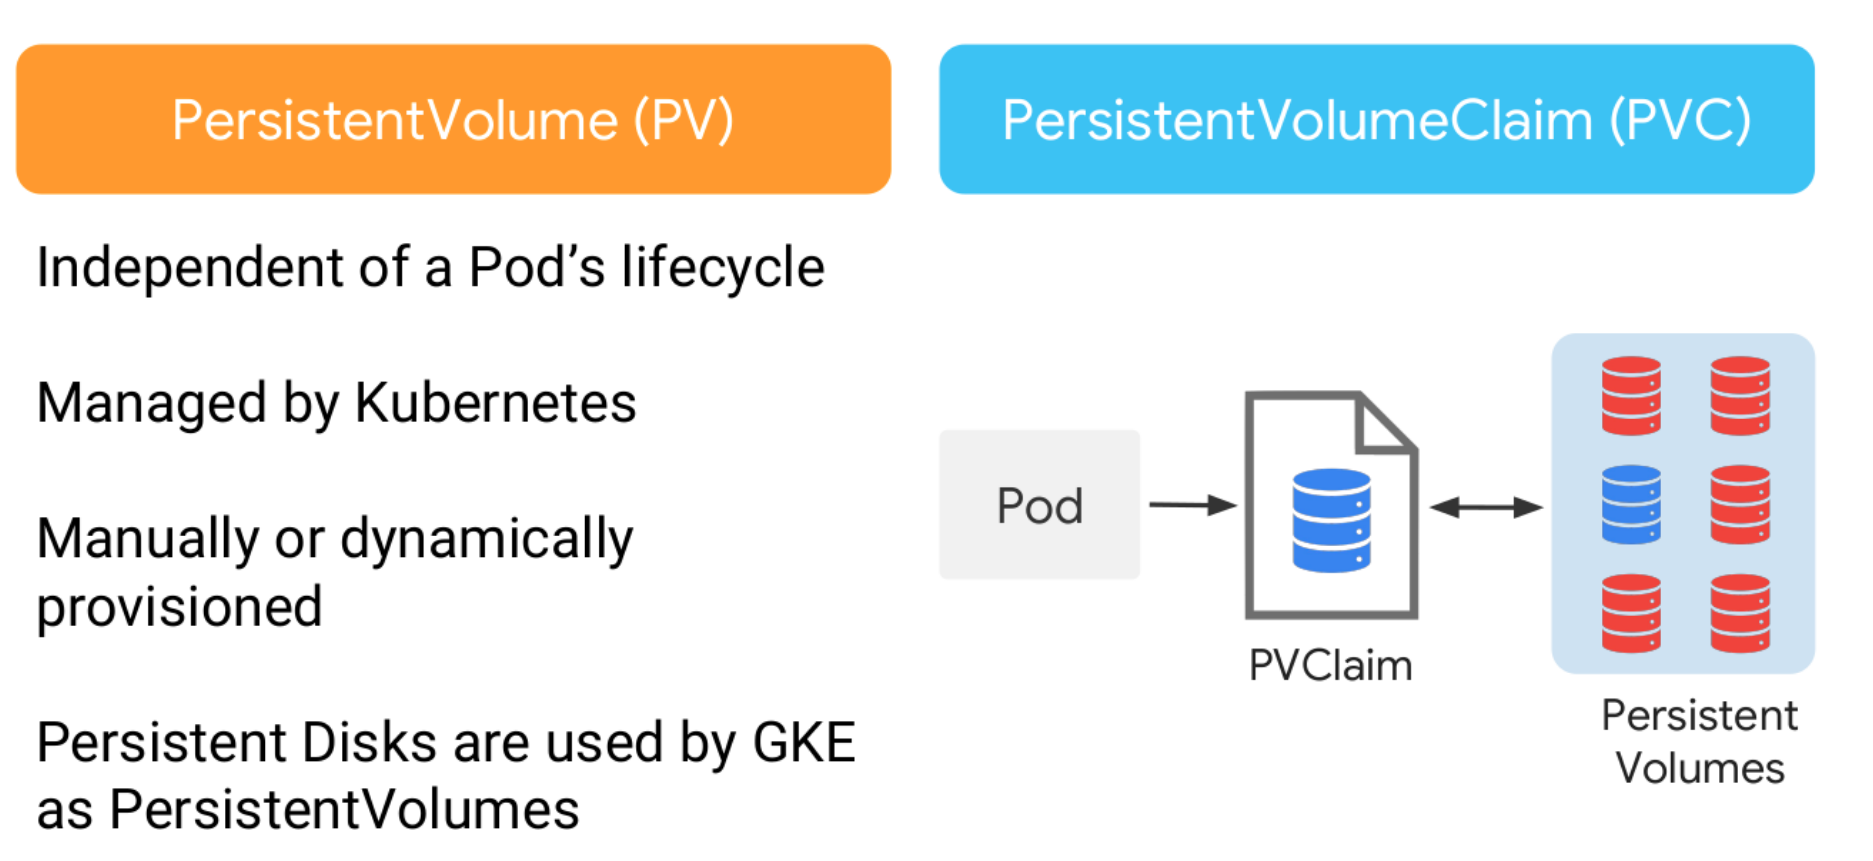 PersistentVolume (PV)
Independent of a Pod’s lifecycle
Managed by Kubernetes
Manually or dynamically
provisioned
Persistent Disks are used by GKE
as PersistentVolumes
PersistentVolumeClaim (PVC)
Pod
PVClaim
Persistent
Volumes